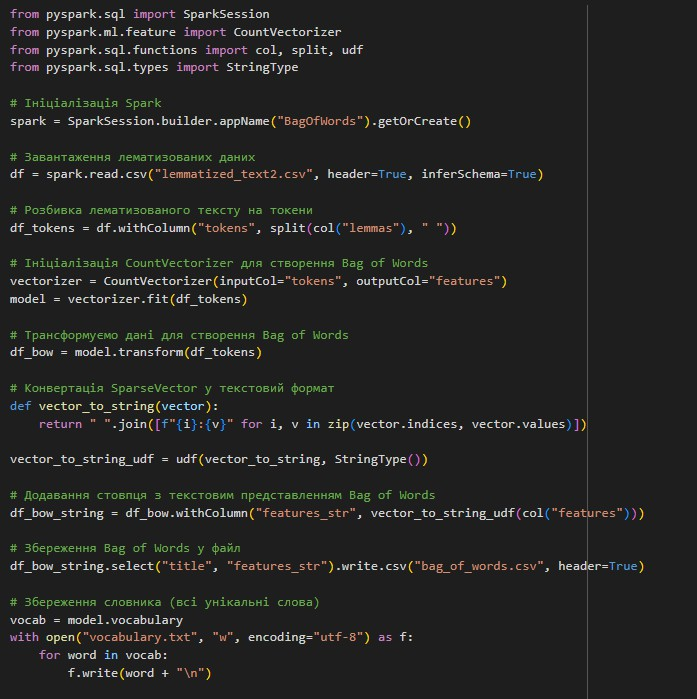 from pyspark.sql import SparkSession
from pyspark.ml.feature import CountVectorizer
from pyspark.sql.functions import col, split, udf
from pyspark.sql.types import StringType

# Ініціалізація Spark
spark = SparkSession.builder.appName("BagOfWords").getOrCreate()

# Завантаження лематизованих даних
df = spark.read.csv("lemmatized_text2.csv", header=True, inferSchema=True)

# Розбивка лематизованого тексту на токени
df_tokens = df.withColumn("tokens", split(col("lemmas"), " "))

# Ініціалізація CountVectorizer для створення Bag of Words
vectorizer = CountVectorizer(inputCol="tokens", outputCol="features")
model = vectorizer.fit(df_tokens)

# Трансформуємо дані для створення Bag of Words
df_bow = model.transform(df_tokens)

# Конвертація SparseVector у текстовий формат
def vector_to_string(vector):
    return " ".join([f"{i}:{v}" for i, v in zip(vector.indices, vector.values)])

vector_to_string_udf = udf(vector_to_string, StringType())

# Додавання стовпця з текстовим представленням Bag of Words
df_bow_string = df_bow.withColumn("features_str", vector_to_string_udf(col("features")))

# Збереження Bag of Words у файл
df_bow_string.select("title", "features_str").write.csv("bag_of_words.csv", header=True)

# Збереження словника (всі унікальні слова)
vocab = model.vocabulary
with open("vocabulary.txt", "w", encoding="utf-8") as f:
    for word in vocab:
        f.write(word + "\n")